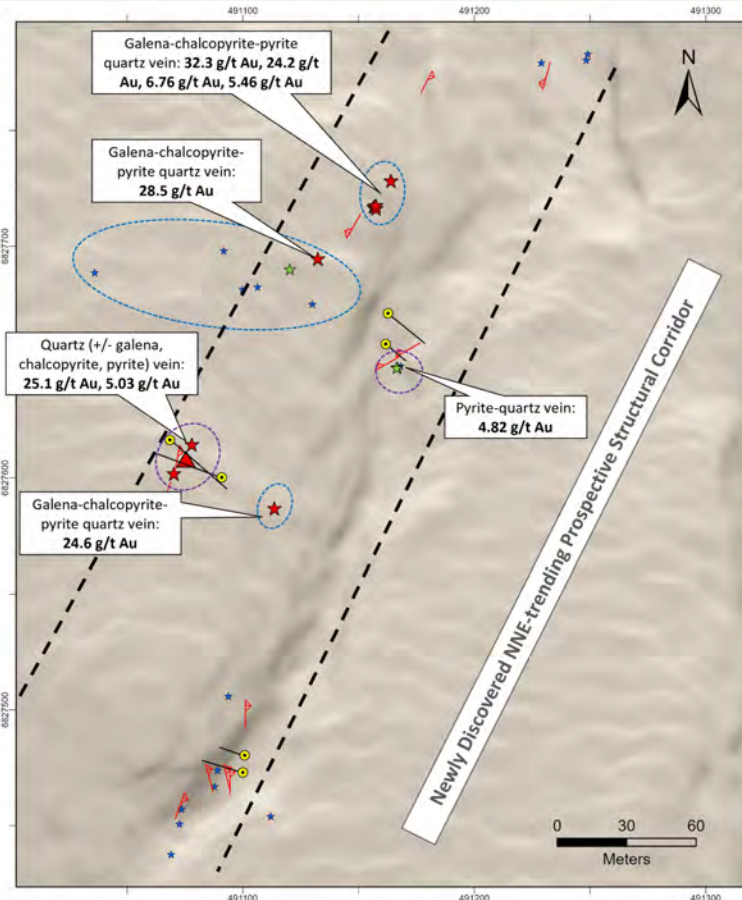 491100
491200
491300
Galena-chalcopyrite-pyrite
quartz vein: 32.3 g/t Au, 24.2 g/t
Au, 6.76 g/t Au, 5.46 g/t Au
N
Galena-chalcopyrite-
pyrite quartz vein:
28.5 g/t Au
6827700
Quartz (+/- galena,
chalcopyrite, pyrite) vein:
25.1 g/t Au, 5.03 g/t Au
Pyrite-quartz vein:
4.82 g/t Au
6827600
Galena-chalcopyrite-
pyrite quartz vein:
24.6 g/t Au
Newly Discovered NNE-trending Prospective Structural Corridor
6827500
0 30 60
Meters
491100
491200
491300